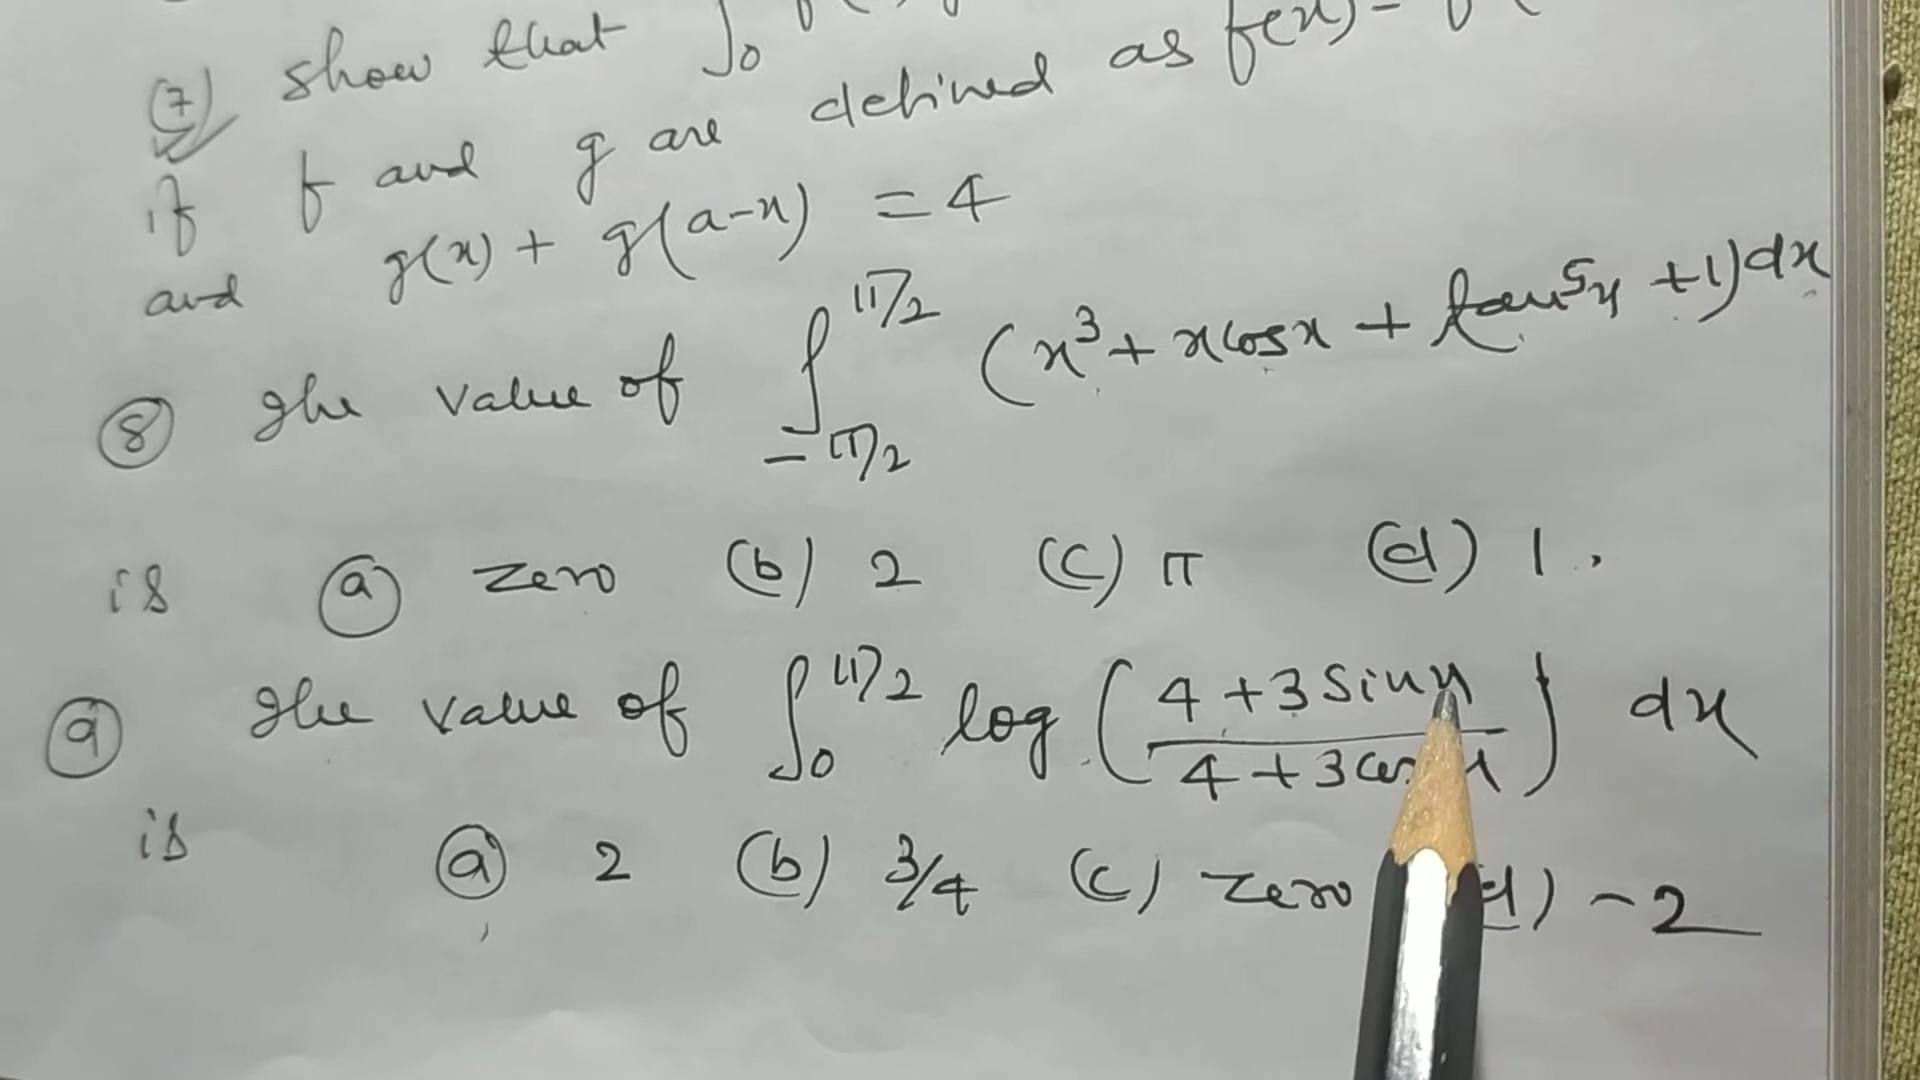 (7) show that ∫0
if f and g are defined as f(x) =
and g(x) + g(a-x) = 4
(8) The value of ∫-π/2 π/2 (x³ + x cosx + tan⁵x + 1) dx
is (a) zero (b) 2 (c) π (d) 1.
(9) The value of ∫0 π/2 log (4 + 3 sin x / 4 + 3 cos x) dx
is (a) 2 (b) 3/4 (c) zero (d) -2